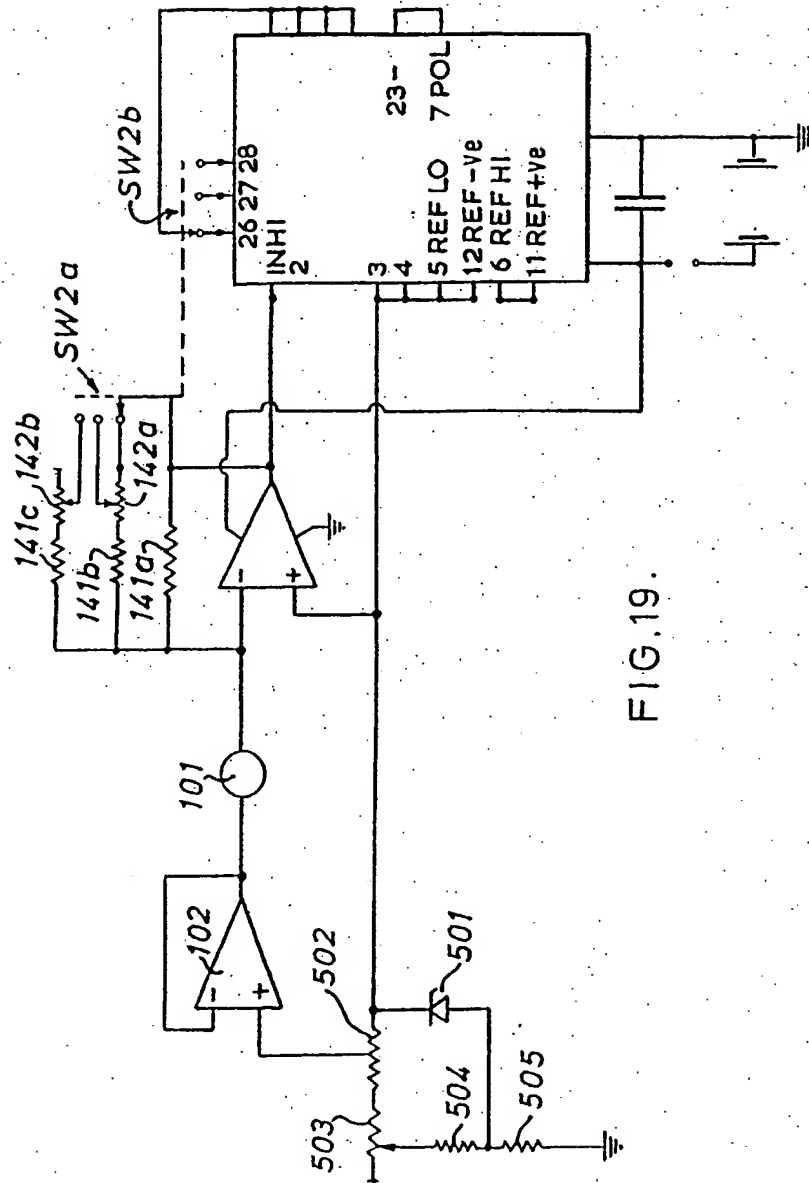 SW2b
SW2a
141c
142b
141b
142a
141a
26 27 28
INHI
2
23-
7 POL
3
4
5 REF LO
12 REF -Ve
6 REF HI
11 REF+Ve
-
+
101
102
-
+
502
501
503
504
505
FIG.19.